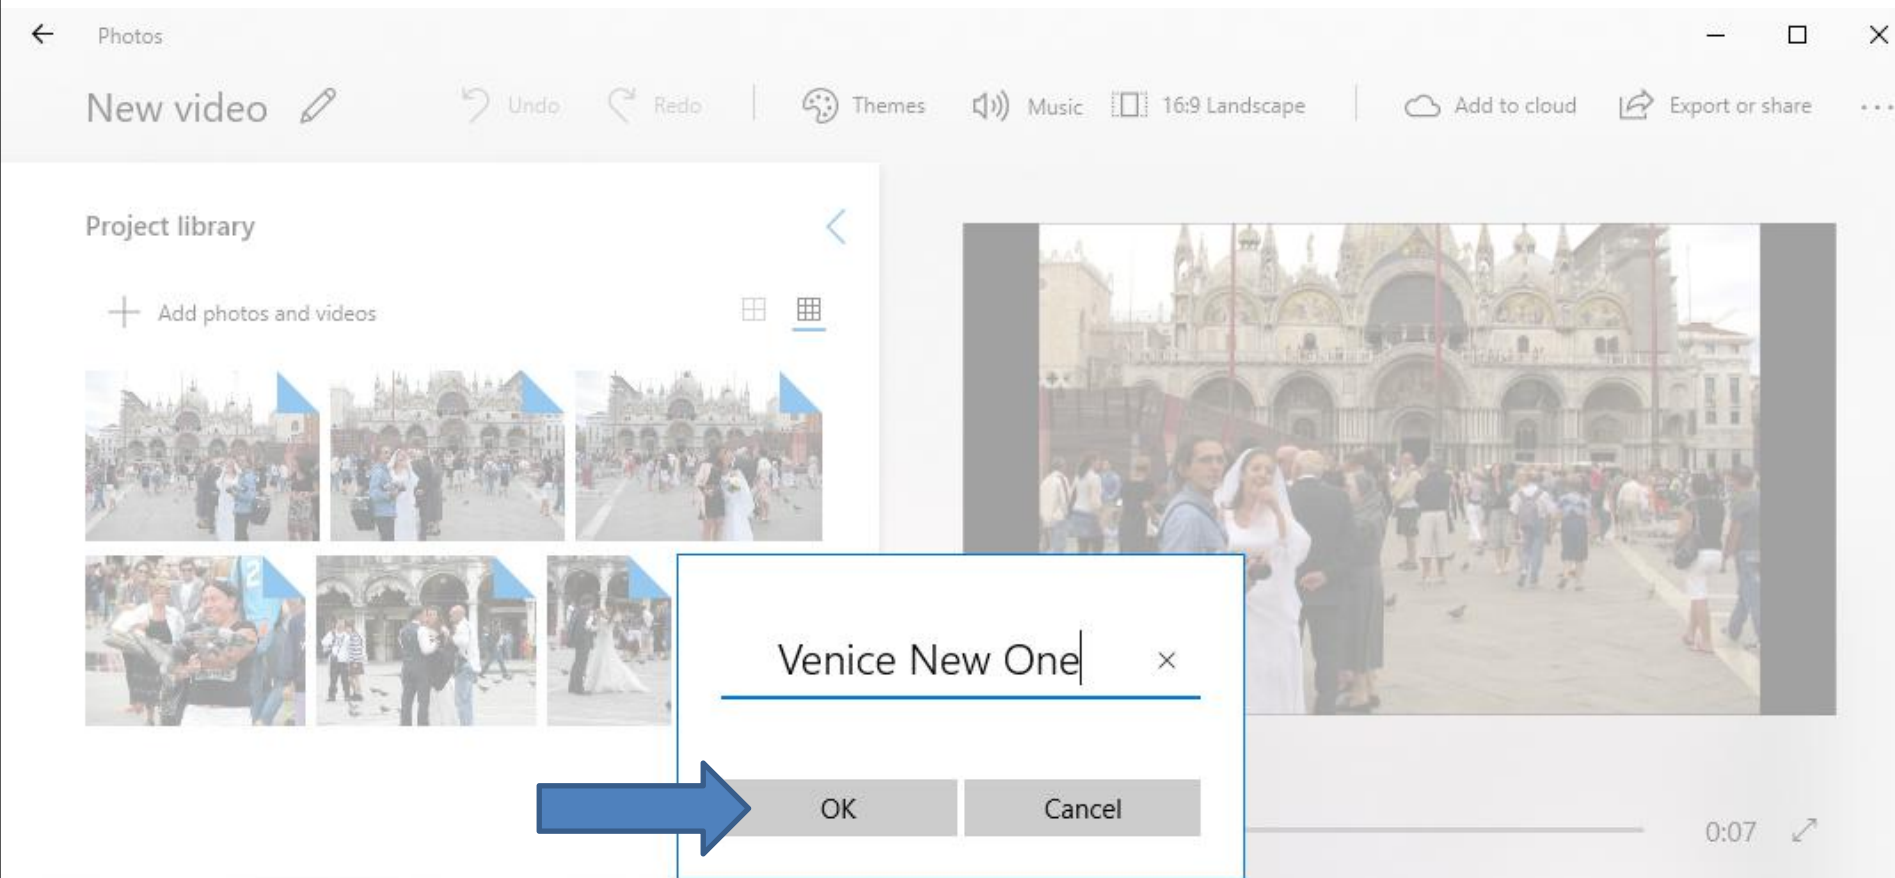 Photos
New video
Undo
Redo
Themes
Music
16:9 Landscape
Add to cloud
Export or share
Project library
Add photos and videos
2
Venice New One
OK
Cancel
0:07